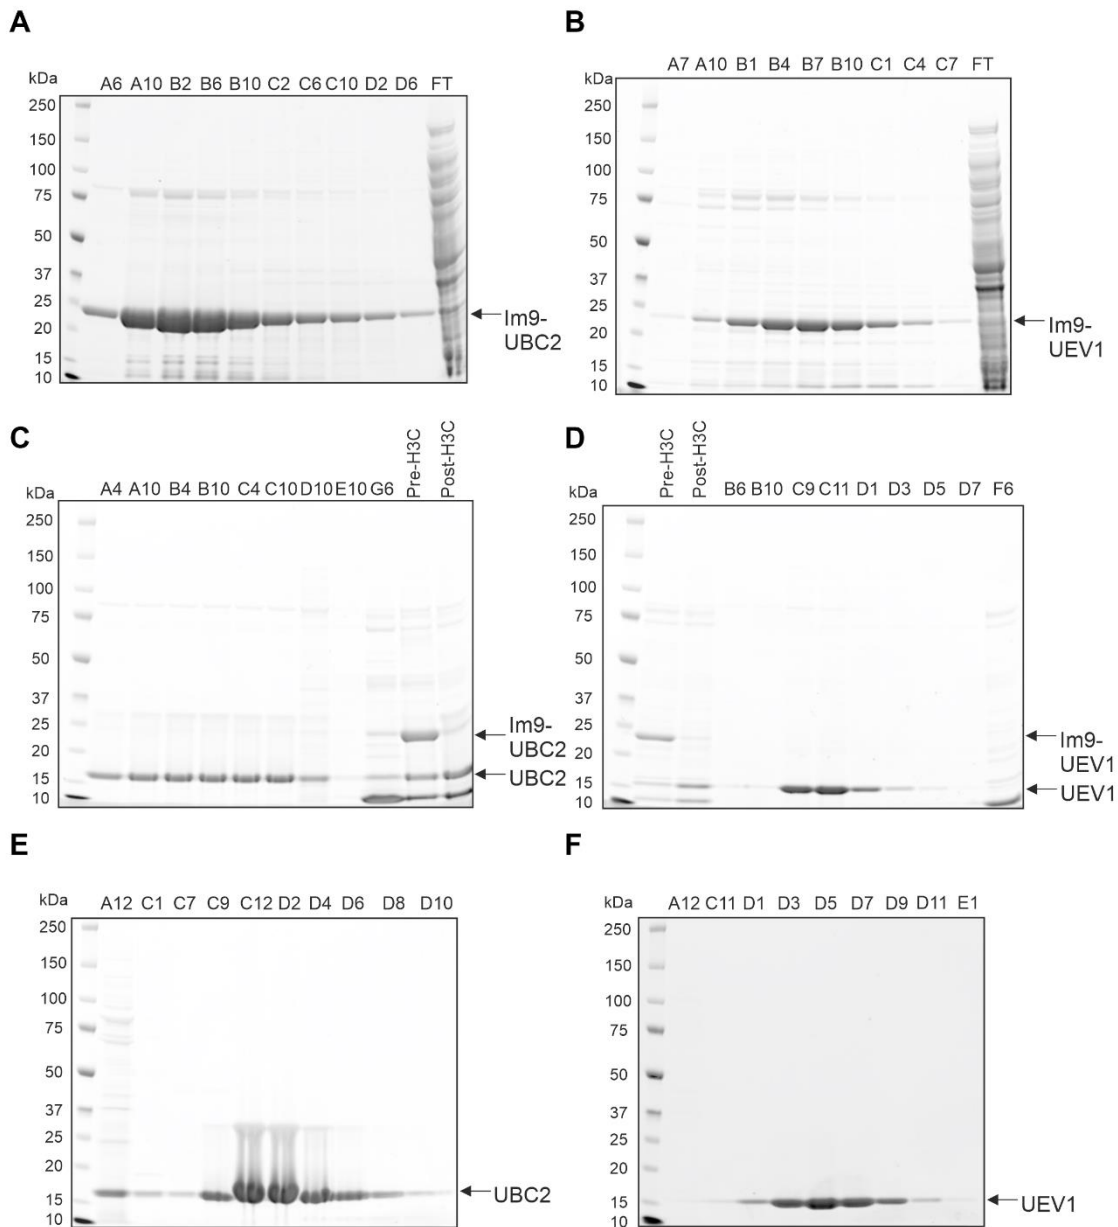 A
kDa A6 A10 B2 B6 B10 C2 C6 C10 D2 D6 FT
250
150
100
75
50
37
25
20
15
10
Im9-
UBC2
B
kDa A7 A10 B1 B4 B7 B10 C1 C4 C7 FT
250
150
100
75
50
37
25
20
15
10
Im9-
UEV1
C
kDa A4 A10 B4 B10 C4 C10 D10 E10 G6 Pre-H3C Post-H3C
250
150
100
75
50
37
25
20
15
10
Im9-
UBC2
UBC2
D
kDa Pre-H3C Post-H3C B6 B10 C9 C11 D1 D3 D5 D7 F6
250
150
100
75
50
37
25
20
15
10
Im9-
UEV1
UEV1
E
kDa A12 C1 C7 C9 C12 D2 D4 D6 D8 D10
250
150
100
75
50
37
25
20
15
10
UBC2
F
kDa A12 C11 D1 D3 D5 D7 D9 D11 E1
250
150
100
75
50
37
25
20
15
10
UEV1